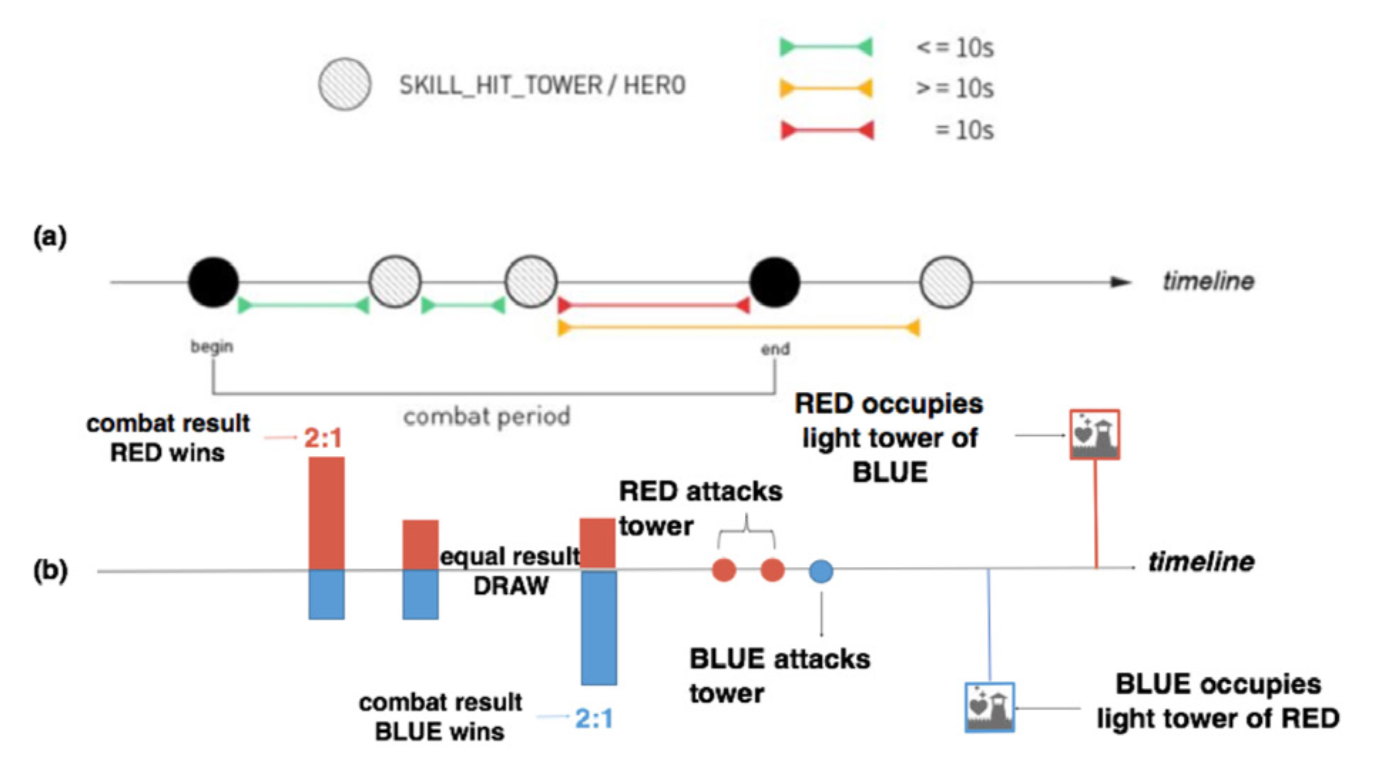 SKILL_HIT_TOWER / HERO
<= 10s
>= 10s
= 10s
(a)
timeline
begin
end
combat period
combat result
RED wins
2:1
RED occupies
light tower of
BLUE
RED attacks
tower
equal result
DRAW
(b)
timeline
BLUE attacks
tower
combat result
BLUE wins
2:1
BLUE occupies
light tower of RED